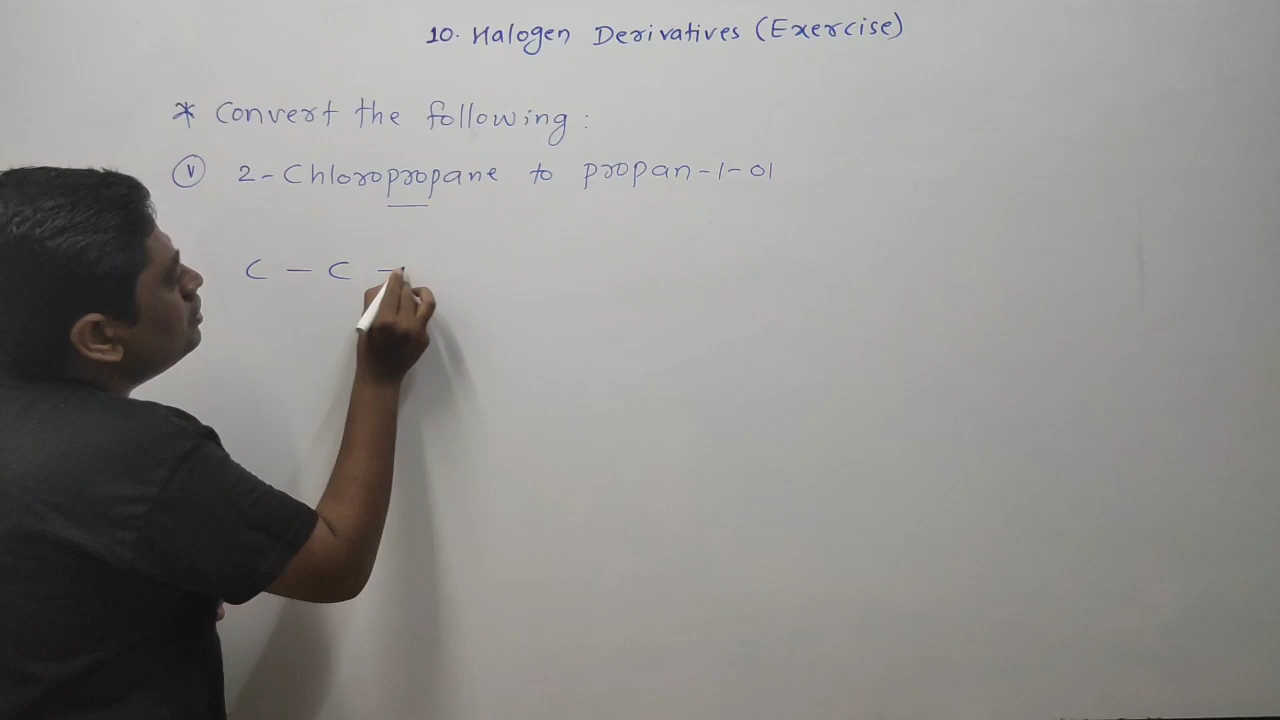 10. Halogen Derivatives (Exercise)
* Convert the following :
(v) 2-Chloropropane to propan-1-ol
C - C -